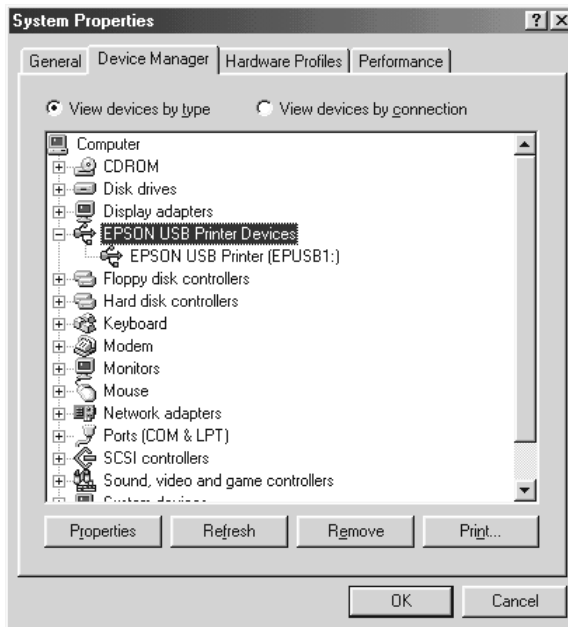 System Properties
General Device Manager Hardware Profiles Performance
View devices by type View devices by connection
Computer
CDROM
Disk drives
Display adapters
EPSON USB Printer Devices
EPSON USB Printer (EPUSB1:)
Floppy disk controllers
Hard disk controllers
Keyboard
Modem
Monitors
Mouse
Network adapters
Ports (COM & LPT)
SCSI controllers
Sound, video and game controllers
System devices
Properties Refresh Remove Print...
OK Cancel